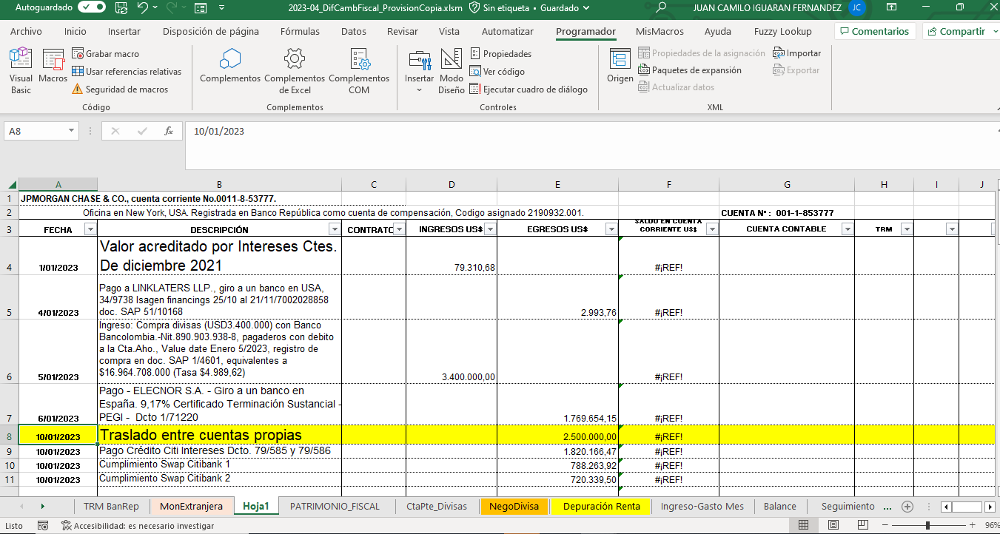 Autoguardado
2023-04_DifCambFiscal_ProvisionCopia.xlsm
Sin etiqueta • Guardado
JUAN CAMILO IGUARAN FERNANDEZ
JC
Archivo Inicio Insertar Disposición de página Fórmulas Datos Revisar Vista Automatizar Programador MisMacros Ayuda Fuzzy Lookup Comentarios Compartir
Visual Basic
Macros
Grabar macro
Usar referencias relativas
Seguridad de macros
Código
Complementos
Complementos de Excel
Complementos COM
Complementos
Insertar
Modo Diseño
Propiedades
Ver código
Ejecutar cuadro de diálogo
Controles
Origen
Propiedades de la asignación
Paquetes de expansión
Actualizar datos
Importar
Exportar
XML
A8
fx
10/01/2023
A B C D E F G H I J
1 JPMORGAN CHASE & CO., cuenta corriente No.0011-8-53777.
2 Oficina en New York, USA. Registrada en Banco República como cuenta de compensación, Codigo asignado 2190932.001. CUENTA N° : 001-1-853777
3 FECHA DESCRIPCIÓN CONTRATO INGRESOS US$ EGRESOS US$ SALDO EN CUENTA CORRIENTE US$ CUENTA CONTABLE TRM
Valor acreditado por Intereses Ctes.
De diciembre 2021
4 1/01/2023 79.310,68 #¡REF!
Pago a LINKLATERS LLP., giro a un banco en USA,
34/9738 Isagen financings 25/10 al 21/11/7002028858
doc. SAP 51/10168
5 4/01/2023 2.993,76 #¡REF!
Ingreso: Compra divisas (USD3.400.000) con Banco
Bancolombia.-Nit.890.903.938-8, pagaderos con debito
a la Cta.Aho., Value date Enero 5/2023, registro de
compra en doc. SAP 1/4601, equivalentes a
$16.964.708.000 (Tasa $4.989,62)
6 5/01/2023 3.400.000,00 #¡REF!
Pago - ELECNOR S.A. - Giro a un banco en
España. 9,17% Certificado Terminación Sustancial -
PEGI - Dcto 1/71220
7 6/01/2023 1.769.654,15 #¡REF!
8 10/01/2023 Traslado entre cuentas propias 2.500.000,00 #¡REF!
9 10/01/2023 Pago Crédito Citi Intereses Dcto. 79/585 y 79/586 1.820.166,47 #¡REF!
10 10/01/2023 Cumplimiento Swap Citibank 1 788.263,92 #¡REF!
11 10/01/2023 Cumplimiento Swap Citibank 2 720.339,50 #¡REF!
TRM BanRep MonExtranjera Hoja1 PATRIMONIO_FISCAL CtaPte_Divisas NegoDivisa Depuración Renta Ingreso-Gasto Mes Balance Seguimiento ...
Listo
Accesibilidad: es necesario investigar
96%